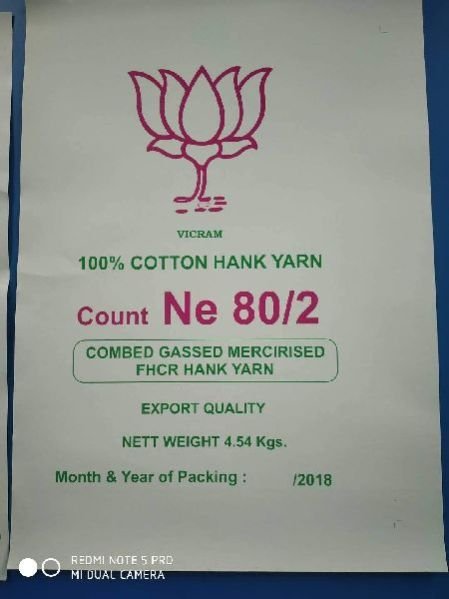 VICRAM
100% COTTON HANK YARN
Count Ne 80/2
COMBED GASSED MERCIRISED
FHCR HANK YARN
EXPORT QUALITY
NETT WEIGHT 4.54 Kgs.
Month & Year of Packing : /2018
REDMI NOTE 5 PRO
MI DUAL CAMERA